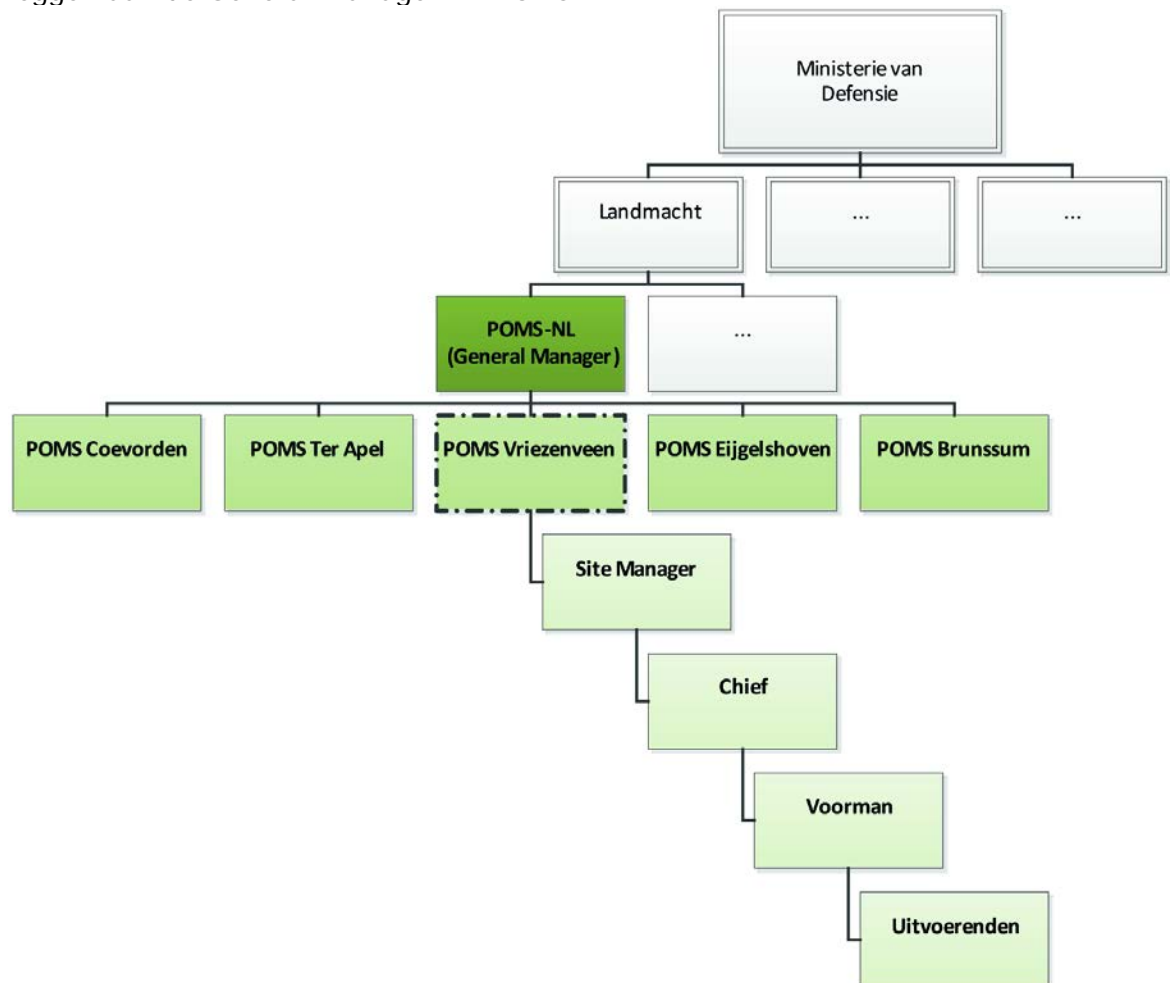 Ministerie van
Defensie
Landmacht
...
...
POMS-NL
(General Manager)
...
POMS Coevorden
POMS Ter Apel
POMS Vriezenveen
POMS Eijgelshoven
POMS Brunssum
Site Manager
Chief
Voorman
Uitvoerenden